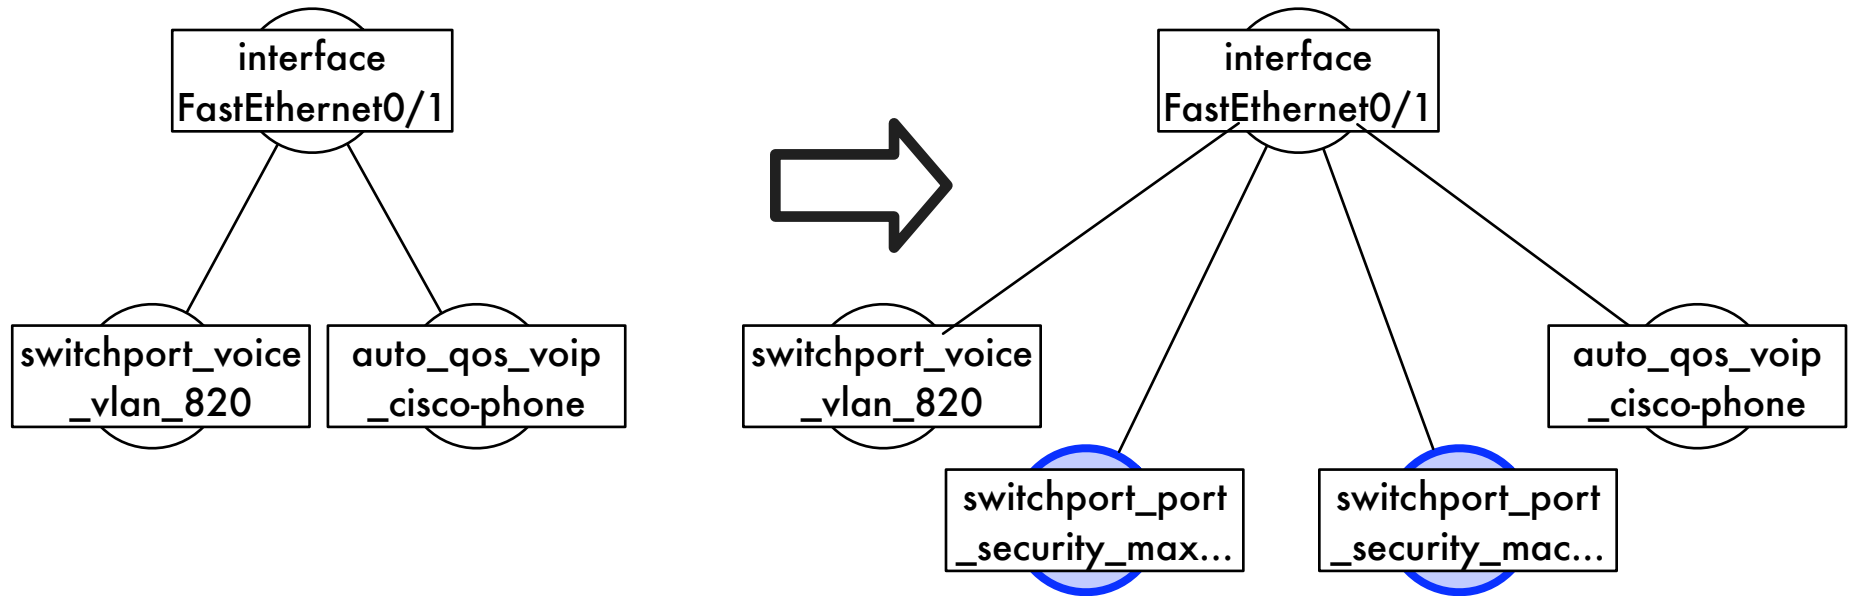 interface
FastEthernet0/1
switchport_voice
_vlan_820
auto_qos_voip
_cisco-phone
interface
FastEthernet0/1
switchport_voice
_vlan_820
switchport_port
_security_max...
switchport_port
_security_mac...
auto_qos_voip
_cisco-phone